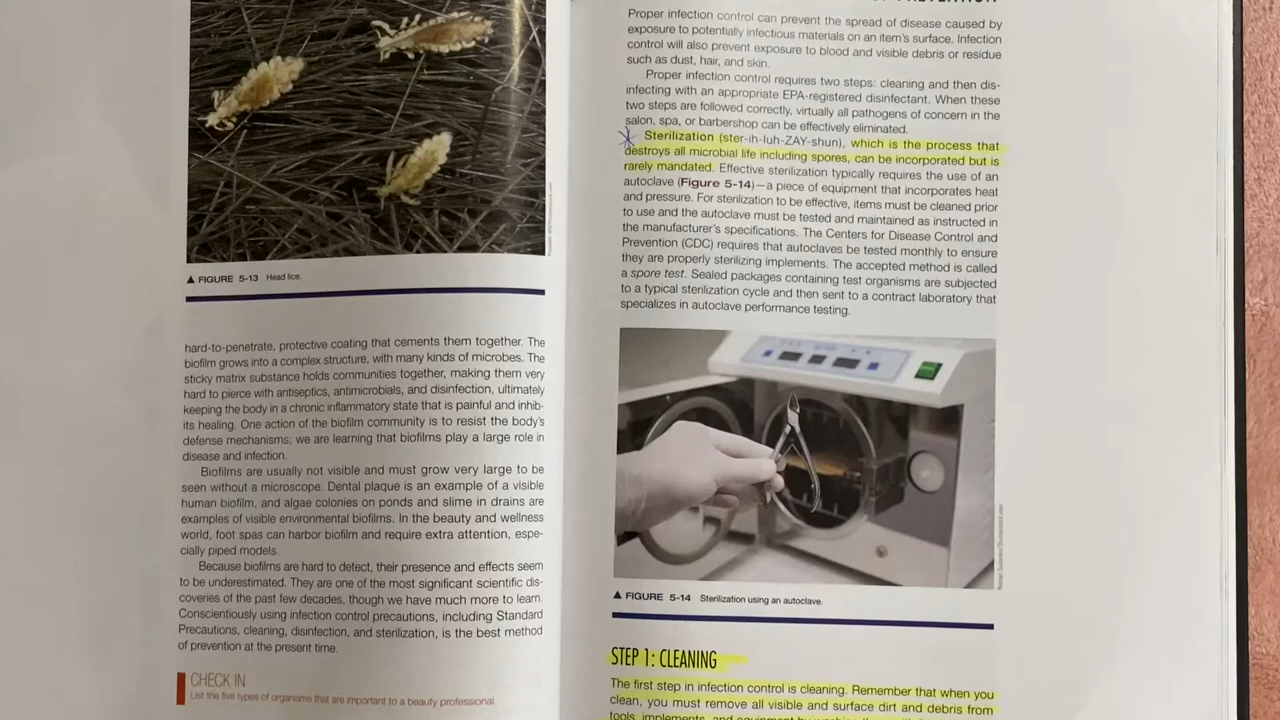 ▲ FIGURE 5-13 Head lice.
hard-to-penetrate, protective coating that cements them together. The
biofilm grows into a complex structure, with many kinds of microbes. The
sticky matrix substance holds communities together, making them very
hard to pierce with antiseptics, antimicrobials, and disinfection, ultimately
keeping the body in a chronic inflammatory state that is painful and inhib-
its healing. One action of the biofilm community is to resist the body's
defense mechanisms; we are learning that biofilms play a large role in
disease and infection.
Biofilms are usually not visible and must grow very large to be
seen without a microscope. Dental plaque is an example of a visible
human biofilm, and algae colonies on ponds and slime in drains are
examples of visible environmental biofilms. In the beauty and wellness
world, foot spas can harbor biofilm and require extra attention, espe-
cially piped models.
Because biofilms are hard to detect, their presence and effects seem
to be underestimated. They are one of the most significant scientific dis-
coveries of the past few decades, though we have much more to learn.
Conscientiously using infection control precautions, including Standard
Precautions, cleaning, disinfection, and sterilization, is the best method
of prevention at the present time.
CHECK IN
List the five types of organisms that are important to a beauty professional.
PREVENTION
Proper infection control can prevent the spread of disease caused by
exposure to potentially infectious materials on an item's surface. Infection
control will also prevent exposure to blood and visible debris or residue
such as dust, hair, and skin.
Proper infection control requires two steps: cleaning and then dis-
infecting with an appropriate EPA-registered disinfectant. When these
two steps are followed correctly, virtually all pathogens of concern in the
salon, spa, or barbershop can be effectively eliminated.
Sterilization (ster-ih-luh-ZAY-shun), which is the process that
destroys all microbial life including spores, can be incorporated but is
rarely mandated. Effective sterilization typically requires the use of an
autoclave (Figure 5-14)—a piece of equipment that incorporates heat
and pressure. For sterilization to be effective, items must be cleaned prior
to use and the autoclave must be tested and maintained as instructed in
the manufacturer's specifications. The Centers for Disease Control and
Prevention (CDC) requires that autoclaves be tested monthly to ensure
they are properly sterilizing implements. The accepted method is called
a spore test. Sealed packages containing test organisms are subjected
to a typical sterilization cycle and then sent to a contract laboratory that
specializes in autoclave performance testing.
▲ FIGURE 5-14 Sterilization using an autoclave.
STEP 1: CLEANING
The first step in infection control is cleaning. Remember that when you
clean, you must remove all visible and surface dirt and debris from
tools, implements, and equipment by washing